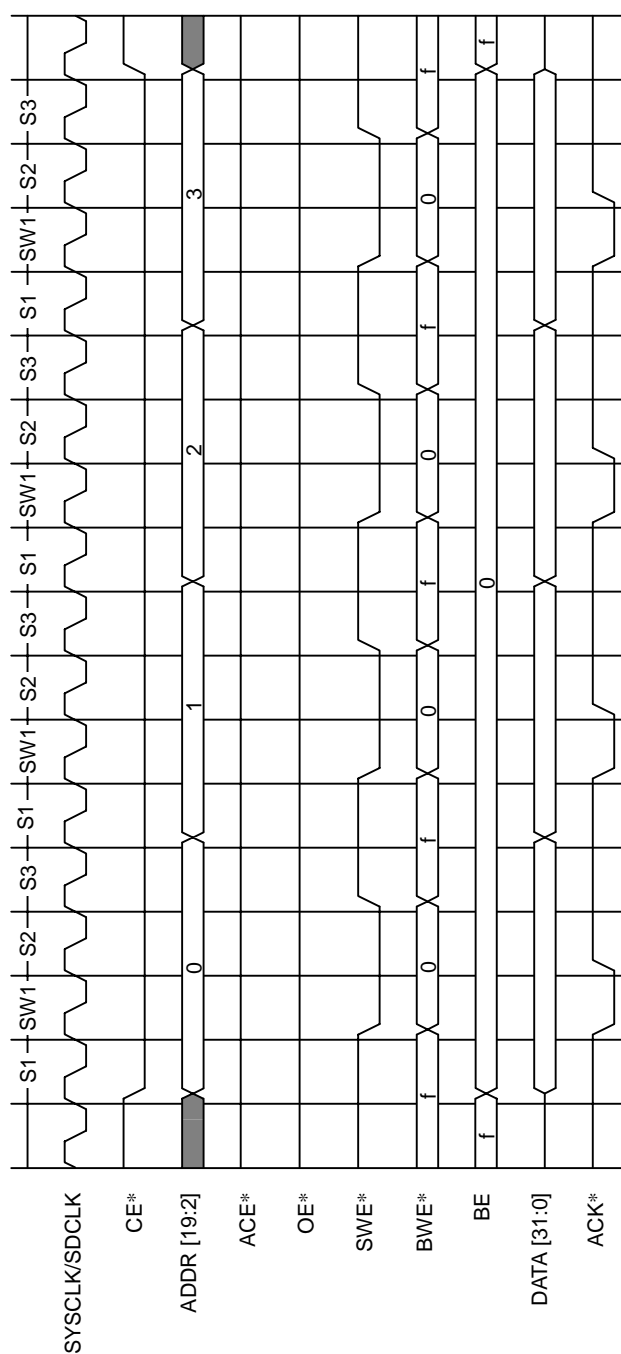 S1 SW1 S2 S3 S1 SW1 S2 S3 S1 SW1 S2 S3 S1 SW1 S2 S3
SYSCLK/SDCLK
CE*
ADDR [19:2] 0 1 2 3
ACE*
OE*
SWE*
BWE* f 0 f 0 f 0 f 0 f
BE f 0 f
DATA [31:0]
ACK*